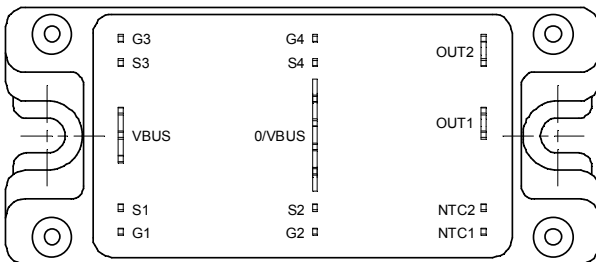 G3 G4
OUT2
S3 S4
OUT1
VBUS 0/VBUS
S1 S2 NTC2
G1 G2 NTC1